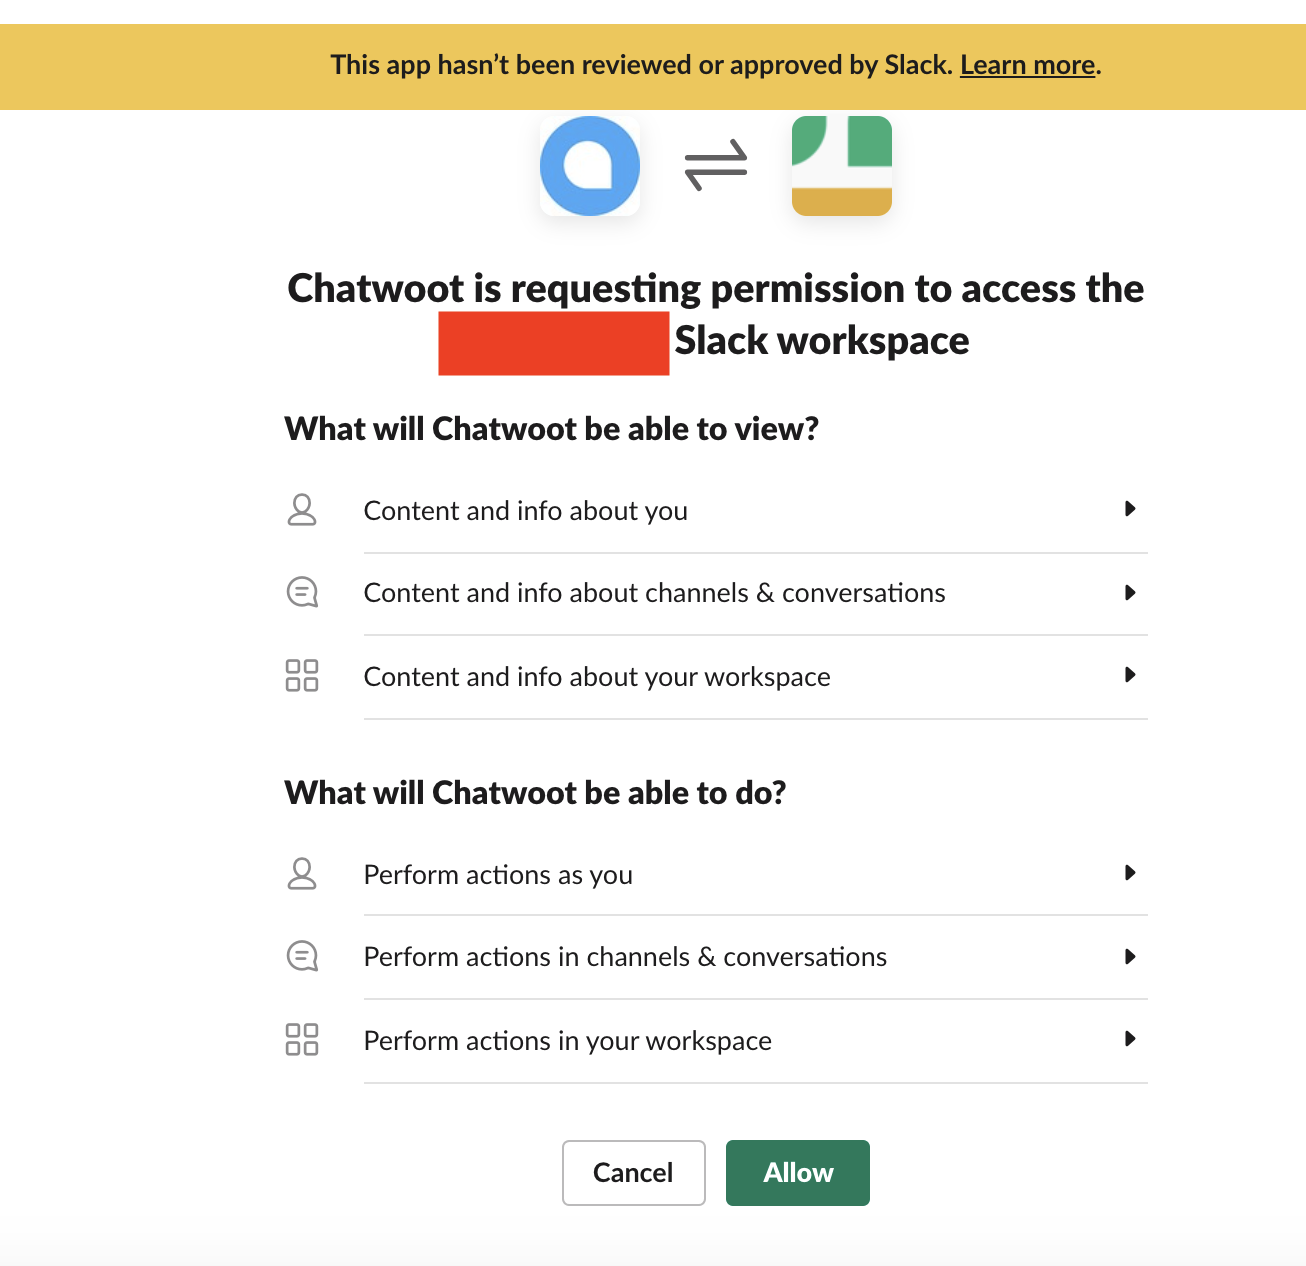 This app hasn’t been reviewed or approved by Slack. Learn more.
Chatwoot is requesting permission to access the
Slack workspace
What will Chatwoot be able to view?
Content and info about you
Content and info about channels & conversations
Content and info about your workspace
What will Chatwoot be able to do?
Perform actions as you
Perform actions in channels & conversations
Perform actions in your workspace
Cancel
Allow